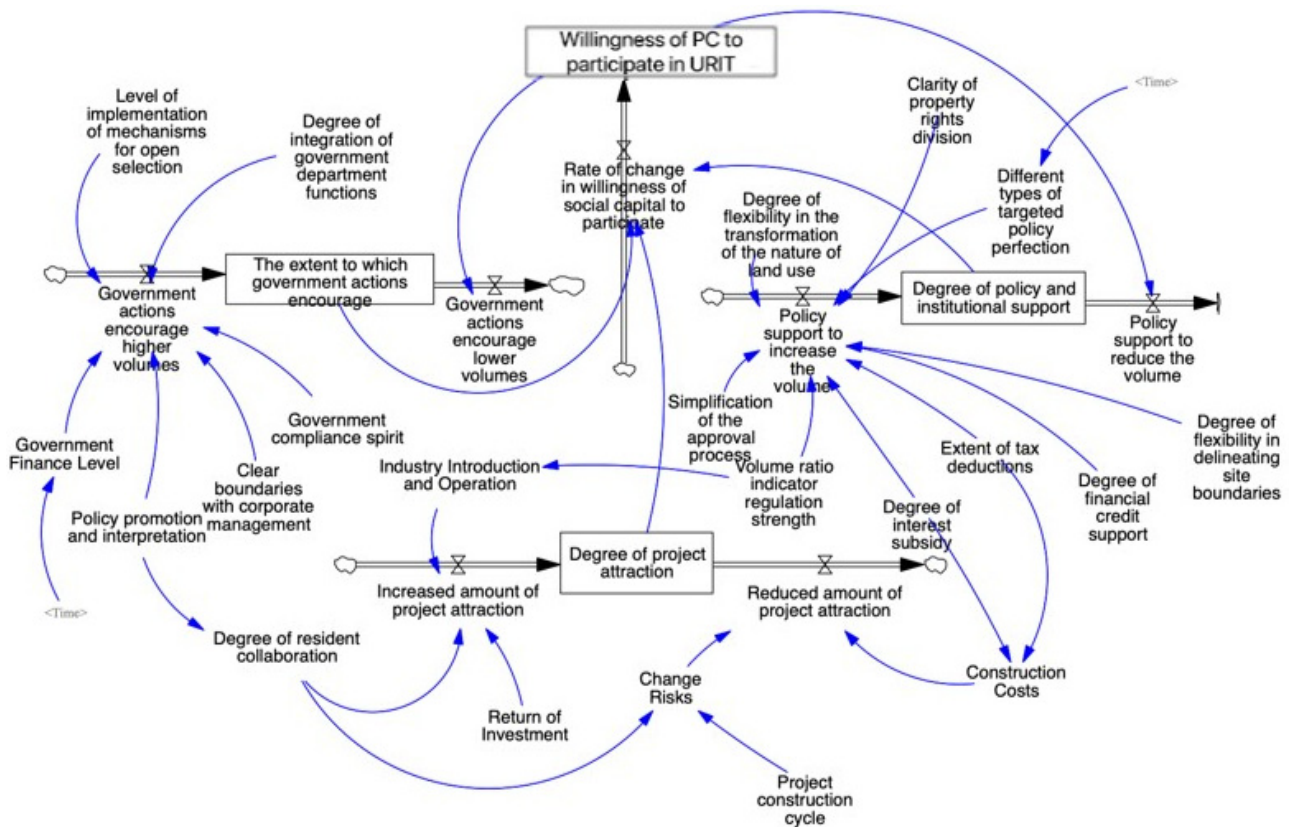 Willingness of PC to
participate in URIT
Level of
implementation
of mechanisms
for open
selection
Degree of
integration of
government
department
functions
Clarity of
property
rights
division
<Time>
Rate of change
in willingness of
social capital to
participate
Degree of
flexibility in the
transformation
of the nature of
land use
Different
types of
targeted
policy
perfection
The extent to which
government actions
encourage
Government
actions
encourage
higher
volumes
Government
actions
encourage
lower
volumes
Degree of policy and
institutional support
Policy
support to
increase
the
volume
Policy
support to
reduce the
volume
Simplification
of the
approval
process
Government
compliance spirit
Government
Finance Level
Clear
boundaries
with corporate
management
Policy promotion
and interpretation
Industry Introduction
and Operation
Volume ratio
indicator
regulation
strength
Extent of tax
deductions
Degree of
flexibility in
delineating
site
boundaries
Degree of
financial
credit
support
Degree of
interest
subsidy
Degree of project
attraction
Increased amount of
project attraction
Reduced amount of
project attraction
<Time>
Degree of resident
collaboration
Change
Risks
Construction
Costs
Return of
Investment
Project
construction
cycle